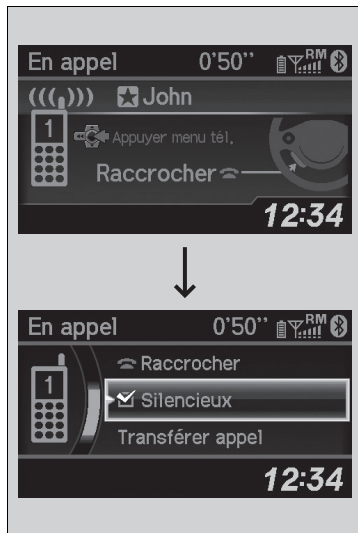 En appel 0'50'' RM
John
1
Appuyer menu tél.
Raccrocher
12:34
En appel 0'50'' RM
Raccrocher
1
Silencieux
Transférer appel
12:34